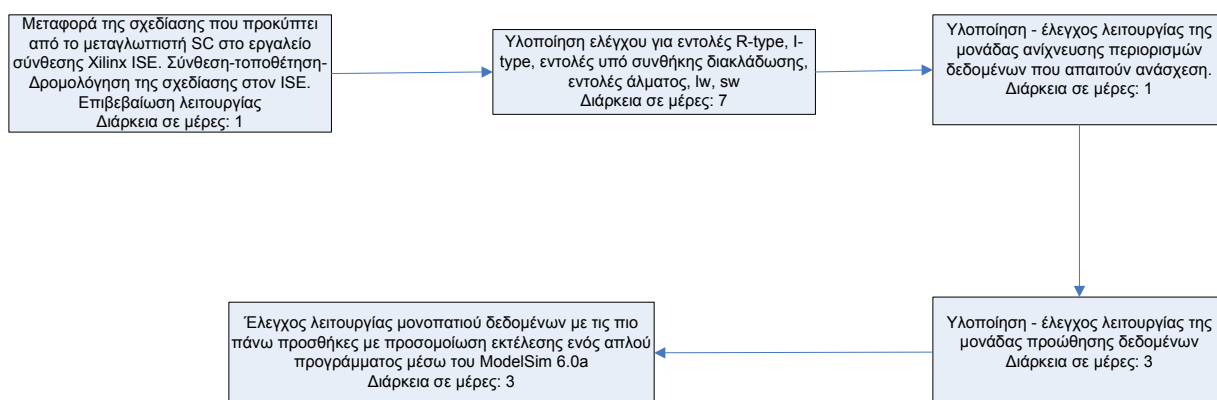 Μεταφορά της σχεδίασης που προκύπτει
από το μεταγλωττιστή SC στο εργαλείο
σύνθεσης Xilinx ISE. Σύνθεση-τοποθέτηση-
Δρομολόγηση της σχεδίασης στον ISE.
Επιβεβαίωση λειτουργίας
Διάρκεια σε μέρες: 1
Υλοποίηση ελέγχου για εντολές R-type, I-
type, εντολές υπό συνθήκης διακλάδωσης,
εντολές άλματος, lw, sw
Διάρκεια σε μέρες: 7
Υλοποίηση - έλεγχος λειτουργίας της
μονάδας ανίχνευσης περιορισμών
δεδομένων που απαιτούν ανάσχεση.
Διάρκεια σε μέρες: 1
Υλοποίηση - έλεγχος λειτουργίας της
μονάδας προώθησης δεδομένων
Διάρκεια σε μέρες: 3
Έλεγχος λειτουργίας μονοπατιού δεδομένων με τις πιο
πάνω προσθήκες με προσομοίωση εκτέλεσης ενός απλού
προγράμματος μέσω του ModelSim 6.0a
Διάρκεια σε μέρες: 3